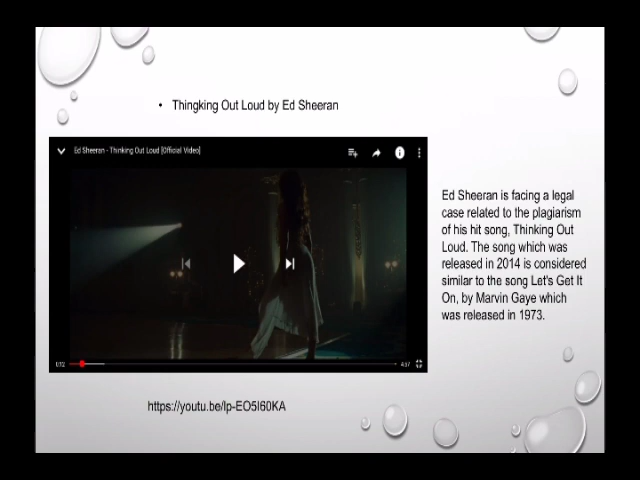 • Thingking Out Loud by Ed Sheeran
Ed Sheeran - Thinking Out Loud [Official Video]
Ed Sheeran is facing a legal
case related to the plagiarism
of his hit song, Thinking Out
Loud. The song which was
released in 2014 is considered
similar to the song Let's Get It
On, by Marvin Gaye which
was released in 1973.
0:12
4:57
https://youtu.be/lp-EO5I60KA